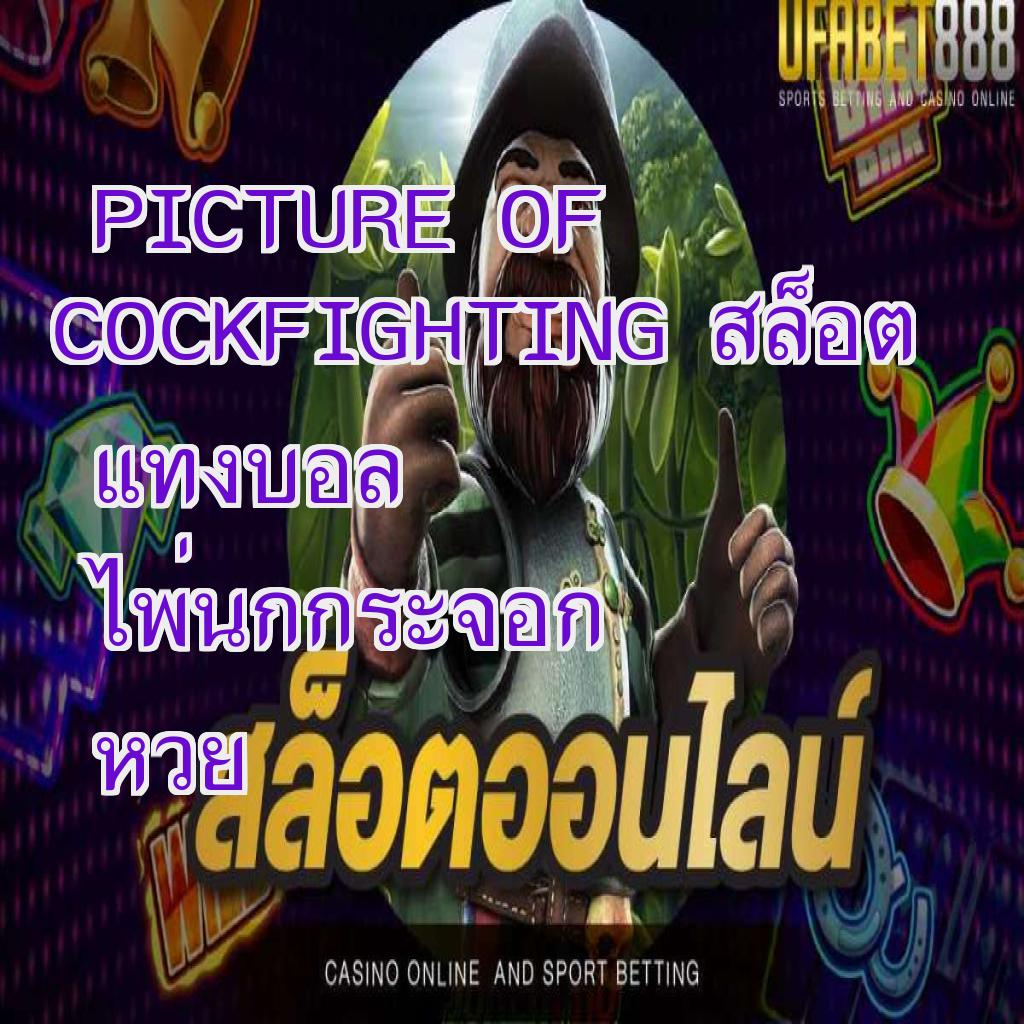 UFABET888
SPORTS BETTING AND CASINO ONLINE
BAR
PICTURE OF
COCKFIGHTING สล็อต
แทงบอล
ไพ่นกกระจอก
หวย
สล็อตออนไลน์
WIN
CASINO ONLINE AND SPORT BETTING